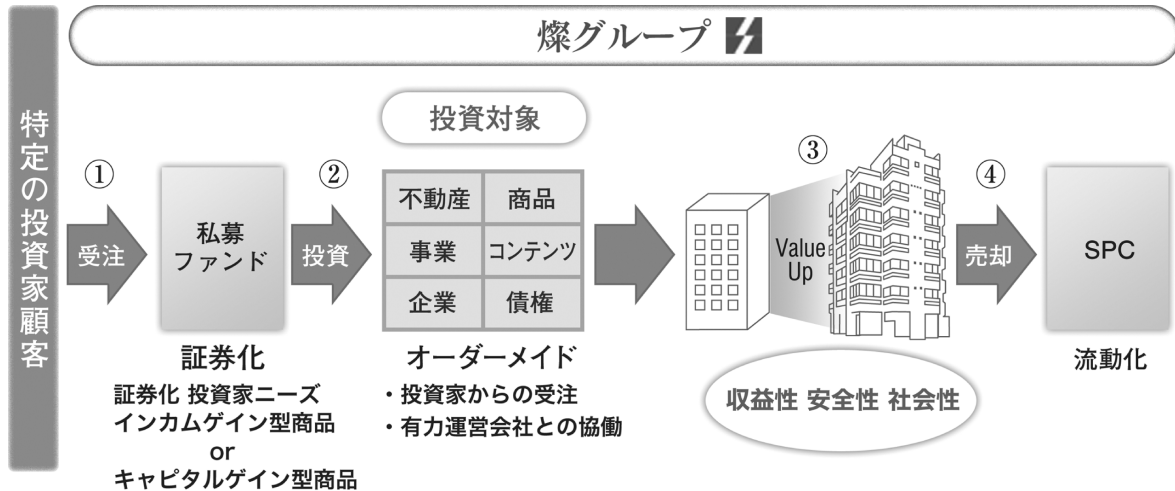 燦グループ
特定の投資家顧客
①
受注
私募
ファンド
証券化
証券化 投資家ニーズ
インカムゲイン型商品
or
キャピタルゲイン型商品
②
投資
投資対象
不動産
商品
事業
コンテンツ
企業
債権
オーダーメイド
・投資家からの受注
・有力運営会社との協働
③
Value
Up
収益性 安全性 社会性
④
売却
SPC
流動化